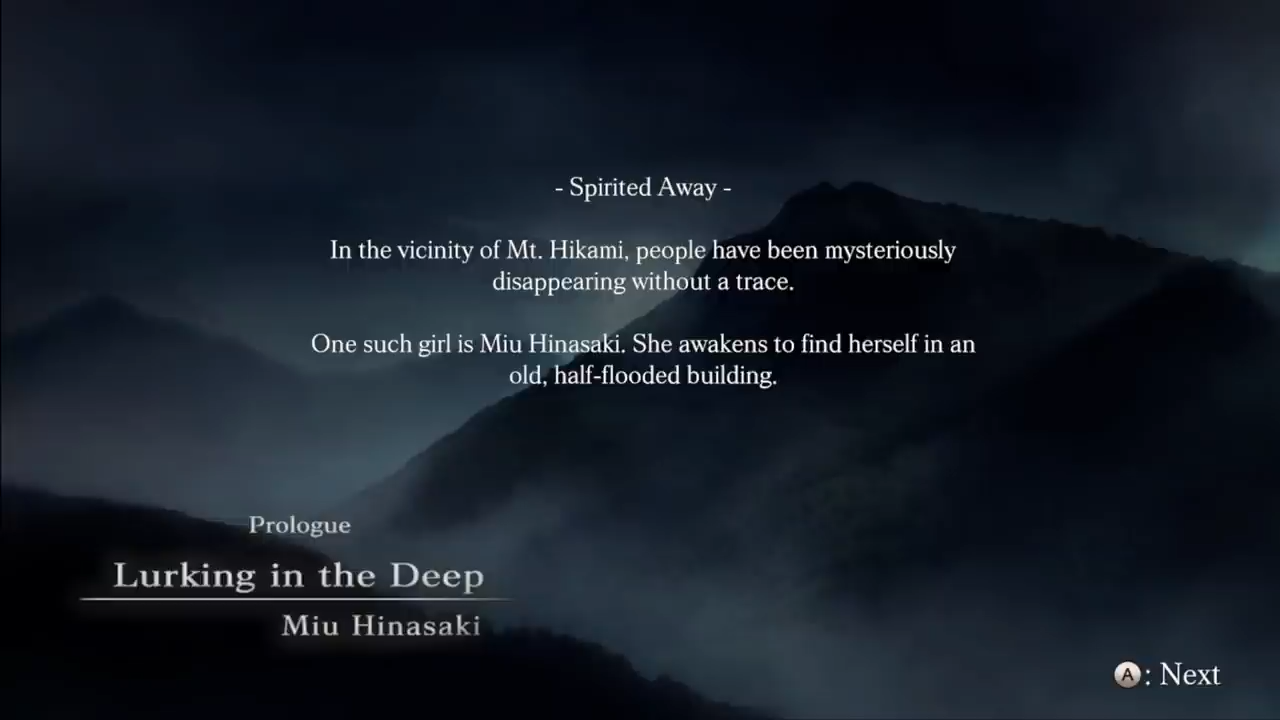 - Spirited Away -
In the vicinity of Mt. Hikami, people have been mysteriously
disappearing without a trace.
One such girl is Miu Hinasaki. She awakens to find herself in an
old, half-flooded building.
Prologue
Lurking in the Deep
Miu Hinasaki
A: Next